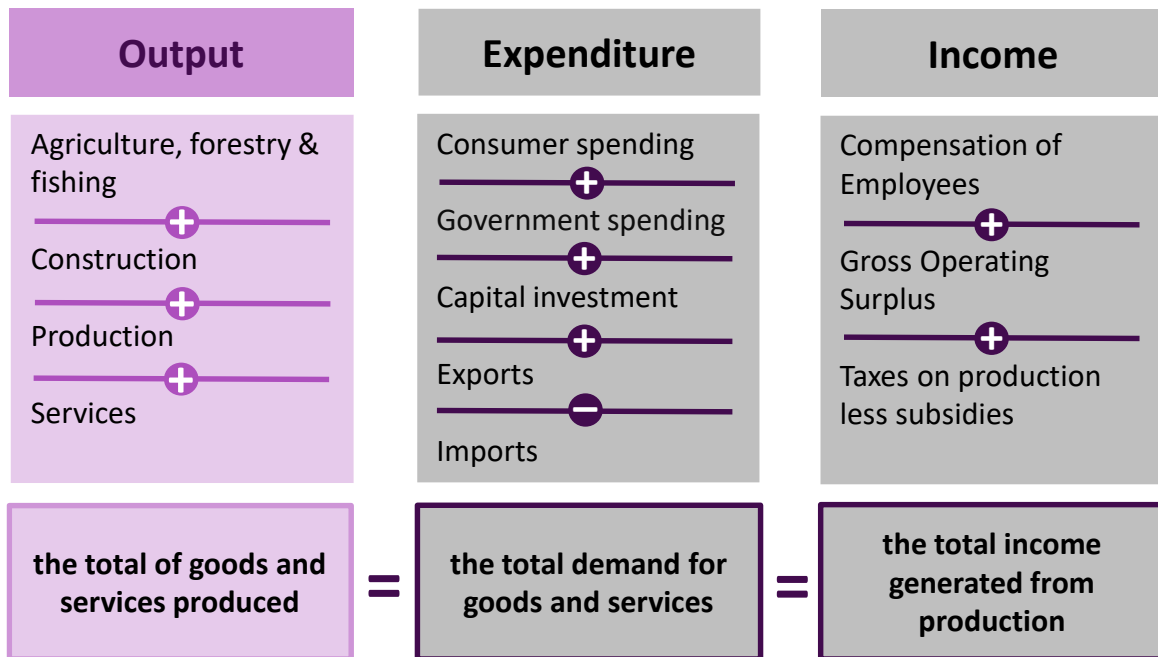 Output
Agriculture, forestry &
fishing
+
Construction
+
Production
+
Services
the total of goods and
services produced
=
Expenditure
Consumer spending
+
Government spending
+
Capital investment
+
Exports
−
Imports
the total demand for
goods and services
=
Income
Compensation of
Employees
+
Gross Operating
Surplus
+
Taxes on production
less subsidies
the total income
generated from
production